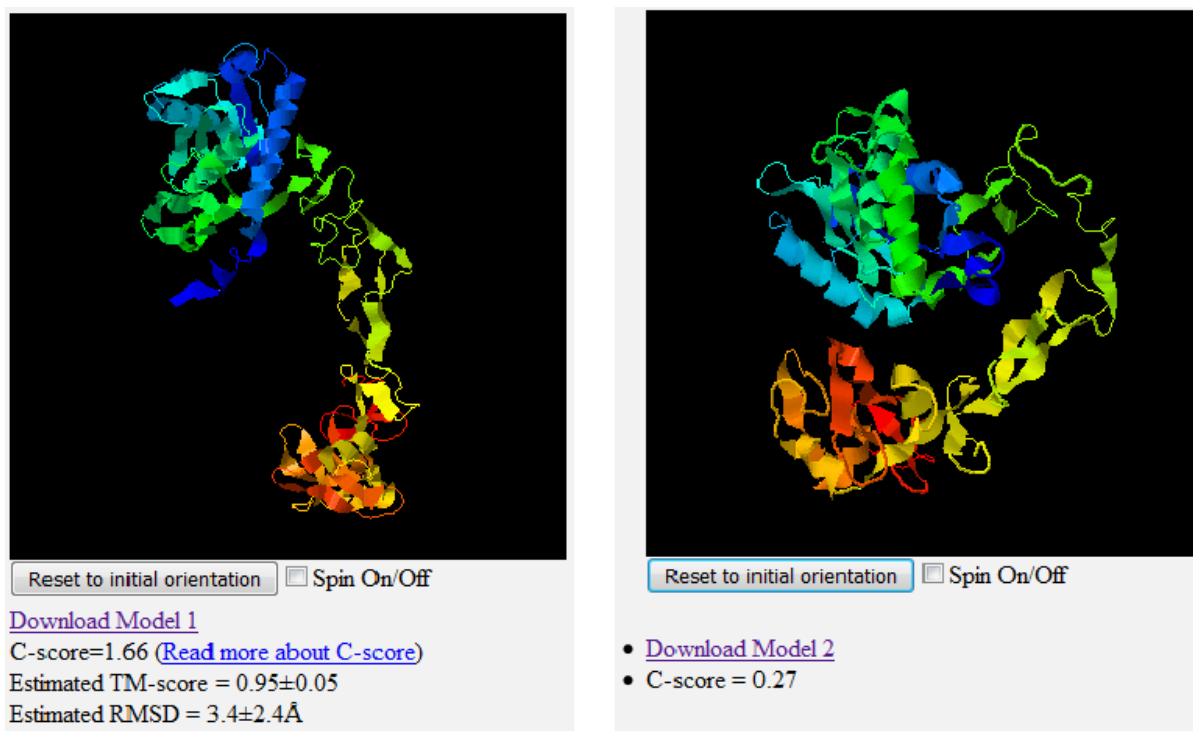 Reset to initial orientation Spin On/Off
Download Model 1
C-score=1.66 (Read more about C-score)
Estimated TM-score = 0.95±0.05
Estimated RMSD = 3.4±2.4Å
Reset to initial orientation Spin On/Off
• Download Model 2
• C-score = 0.27